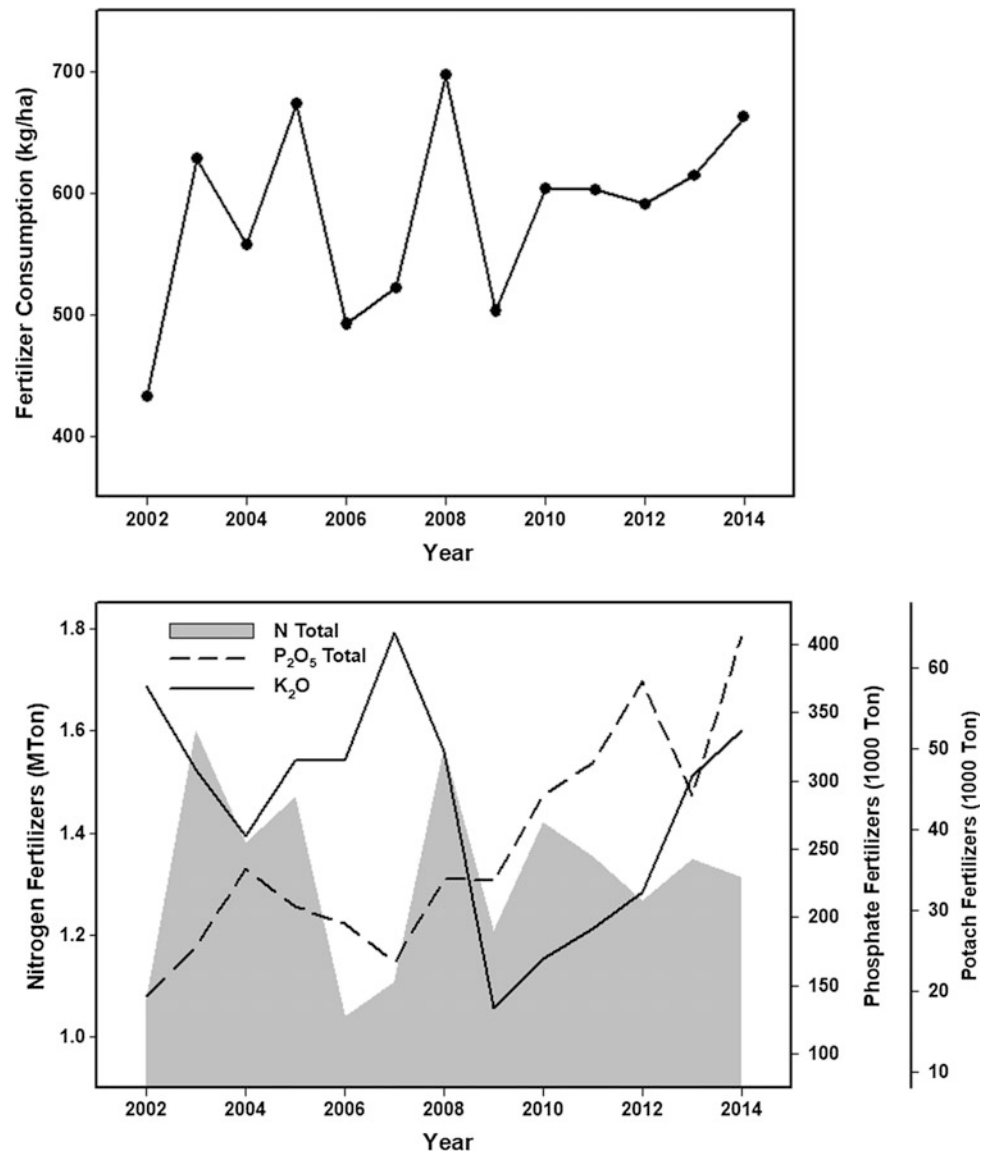 Fertilizer Consumption (kg/ha)
700
600
500
400
2002 2004 2006 2008 2010 2012 2014
Year
Nitrogen Fertilizers (MTon)
1.8
1.6
1.4
1.2
1.0
N Total
P₂O₅ Total
K₂O
400
350
300
250
200
150
100
Phosphate Fertilizers (1000 Ton)
60
50
40
30
20
10
Potach Fertilizers (1000 Ton)
2002 2004 2006 2008 2010 2012 2014
Year